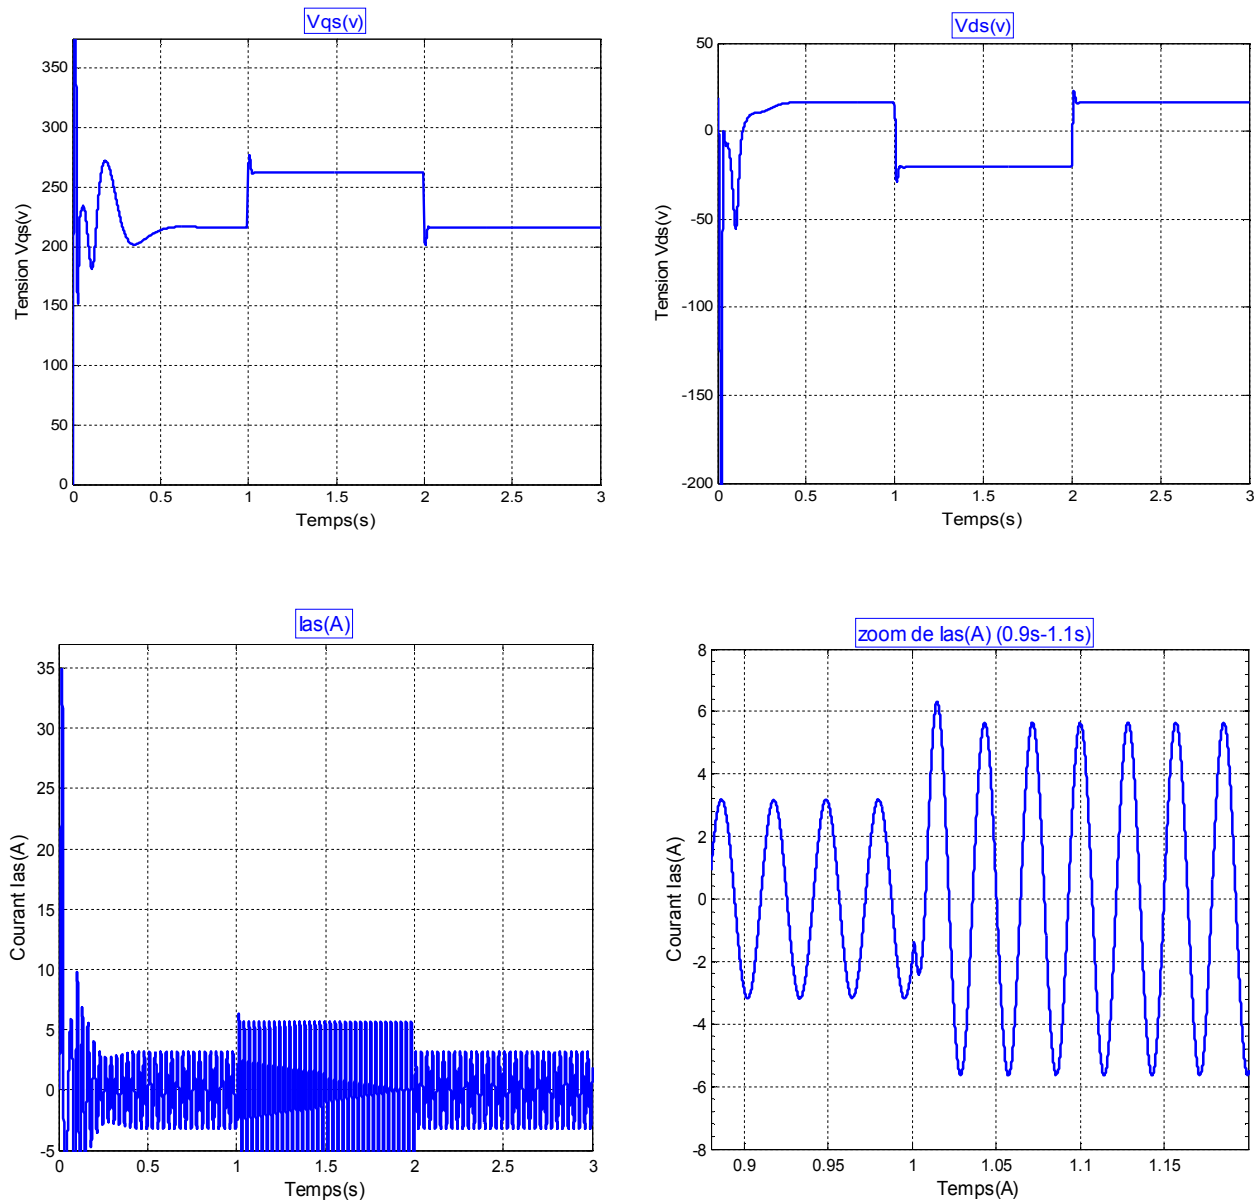 Vqs(v)
350
300
250
200
150
100
50
0
0 0.5 1 1.5 2 2.5 3
Tension Vqs(v)
Temps(s)
Vds(v)
50
0
-50
-100
-150
-200
0 0.5 1 1.5 2 2.5 3
Tension Vds(v)
Temps(s)
Ias(A)
35
30
25
20
15
10
5
0
-5
0 0.5 1 1.5 2 2.5 3
Courant Ias(A)
Temps(s)
zoom de Ias(A) (0.9s-1.1s)
8
6
4
2
0
-2
-4
-6
-8
0.9 0.95 1 1.05 1.1 1.15
Courant Ias(A)
Temps(A)